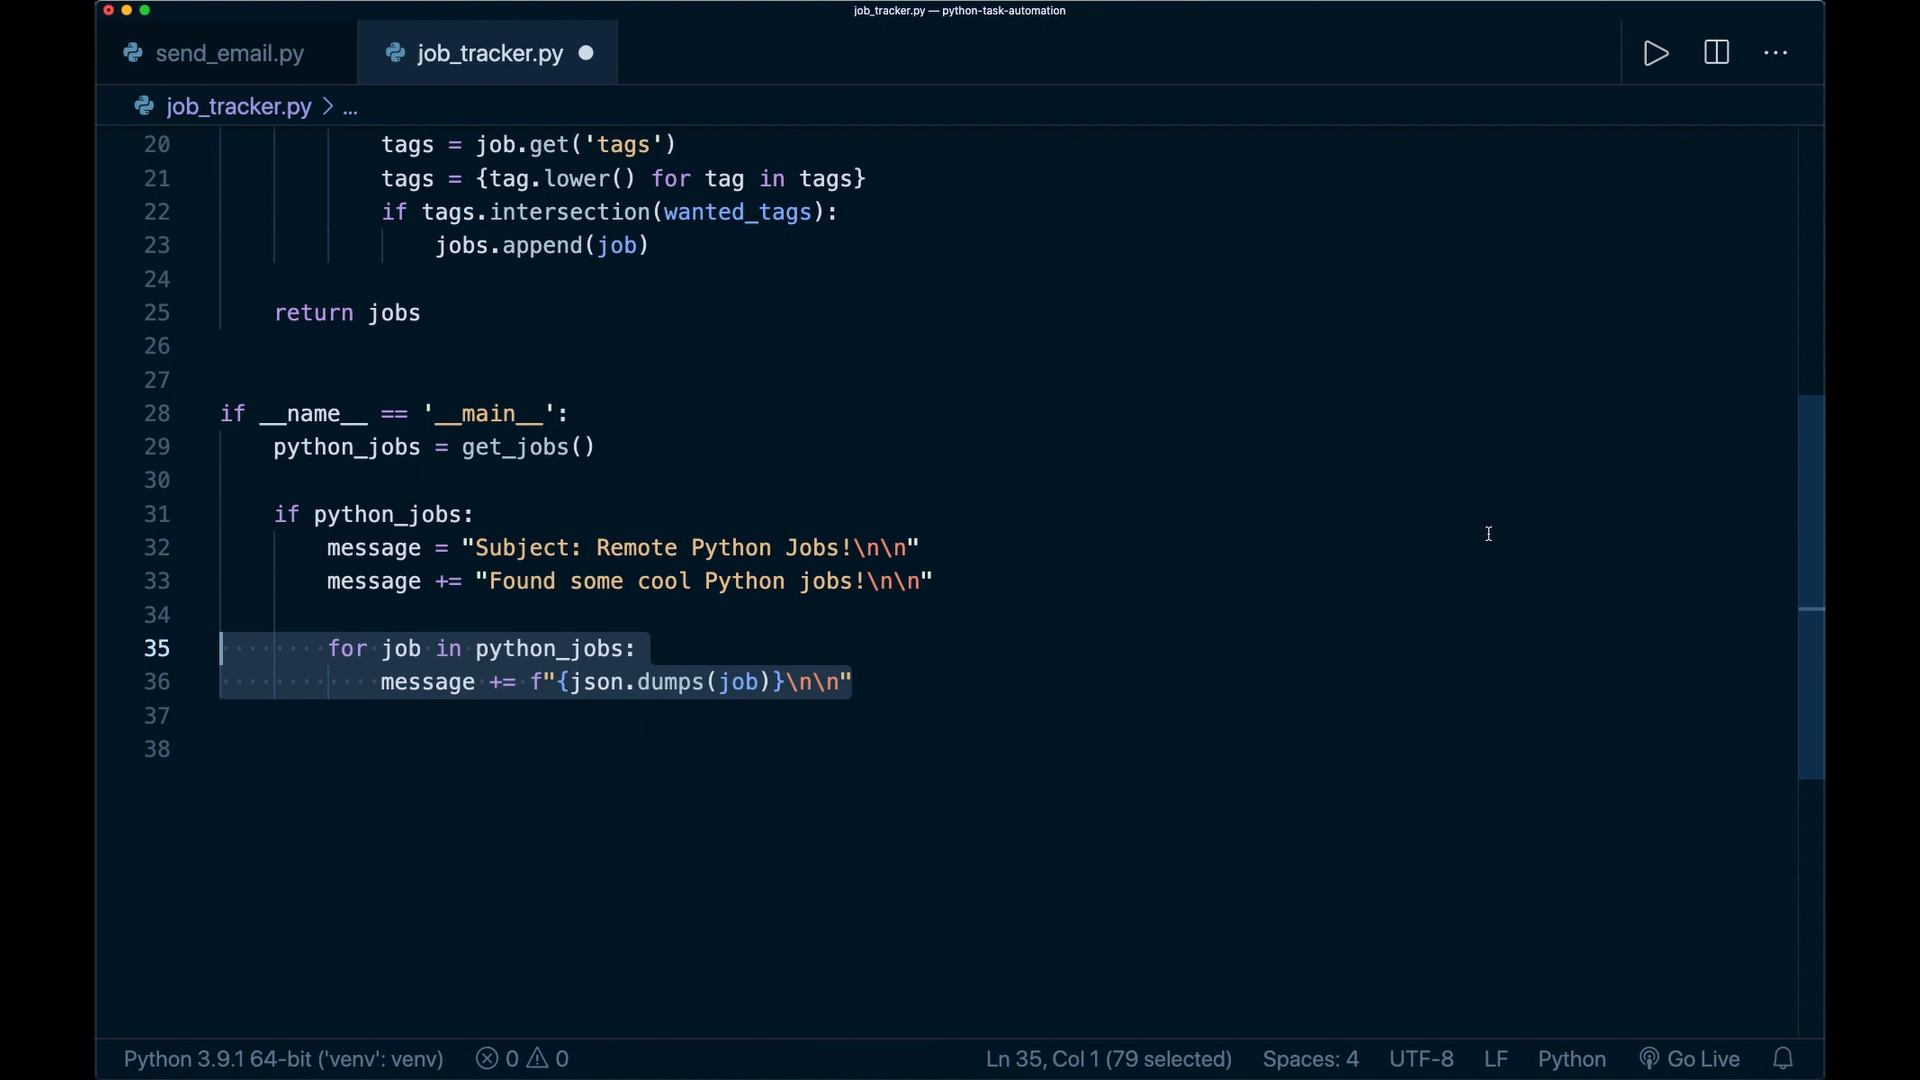 job_tracker.py — python-task-automation
send_email.py
job_tracker.py
job_tracker.py > ...
20 tags = job.get('tags')
21 tags = {tag.lower() for tag in tags}
22 if tags.intersection(wanted_tags):
23 jobs.append(job)
24
25 return jobs
26
27
28 if __name__ == '__main__':
29 python_jobs = get_jobs()
30
31 if python_jobs:
32 message = "Subject: Remote Python Jobs!\n\n"
33 message += "Found some cool Python jobs!\n\n"
34
35 for job in python_jobs:
36 message += f"{json.dumps(job)}\n\n"
37
38
Python 3.9.1 64-bit ('venv': venv) 0 0 Ln 35, Col 1 (79 selected) Spaces: 4 UTF-8 LF Python Go Live